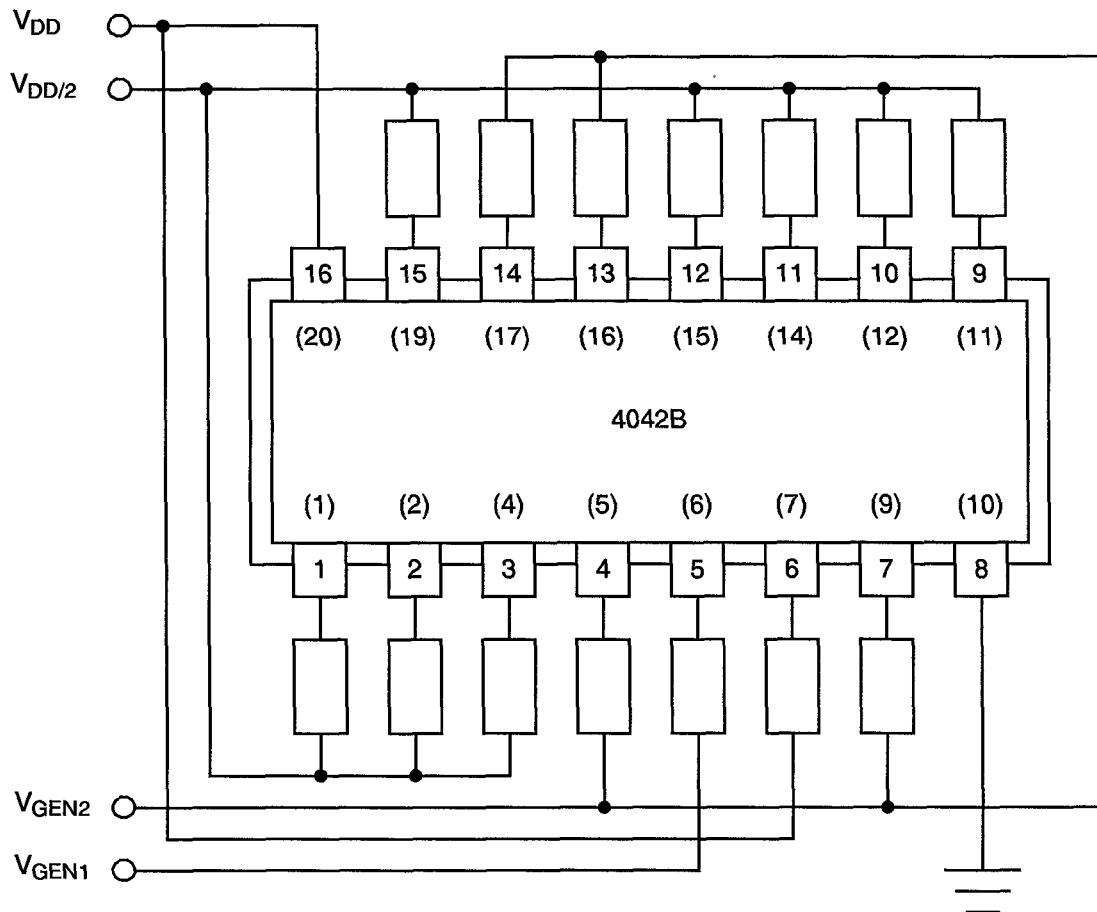 VDD
VDD/2
16 15 14 13 12 11 10 9
(20) (19) (17) (16) (15) (14) (12) (11)
4042B
(1) (2) (4) (5) (6) (7) (9) (10)
1 2 3 4 5 6 7 8
VGEN2
VGEN1